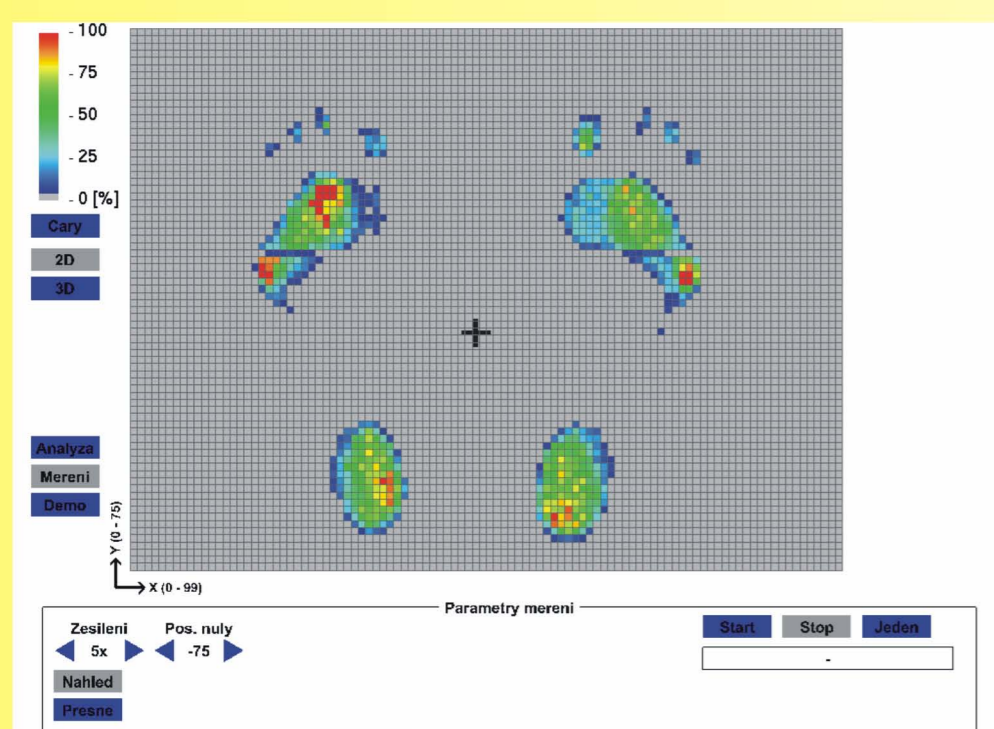 - 100
- 75
- 50
- 25
- 0 [%]
Cary
2D
3D
Analyza
Mereni
Demo
Y (0 - 75)
X (0 - 99)
Parametry mereni
Zesileni Pos. nuly
5x -75
Nahled
Presne
Start Stop Jeden
-